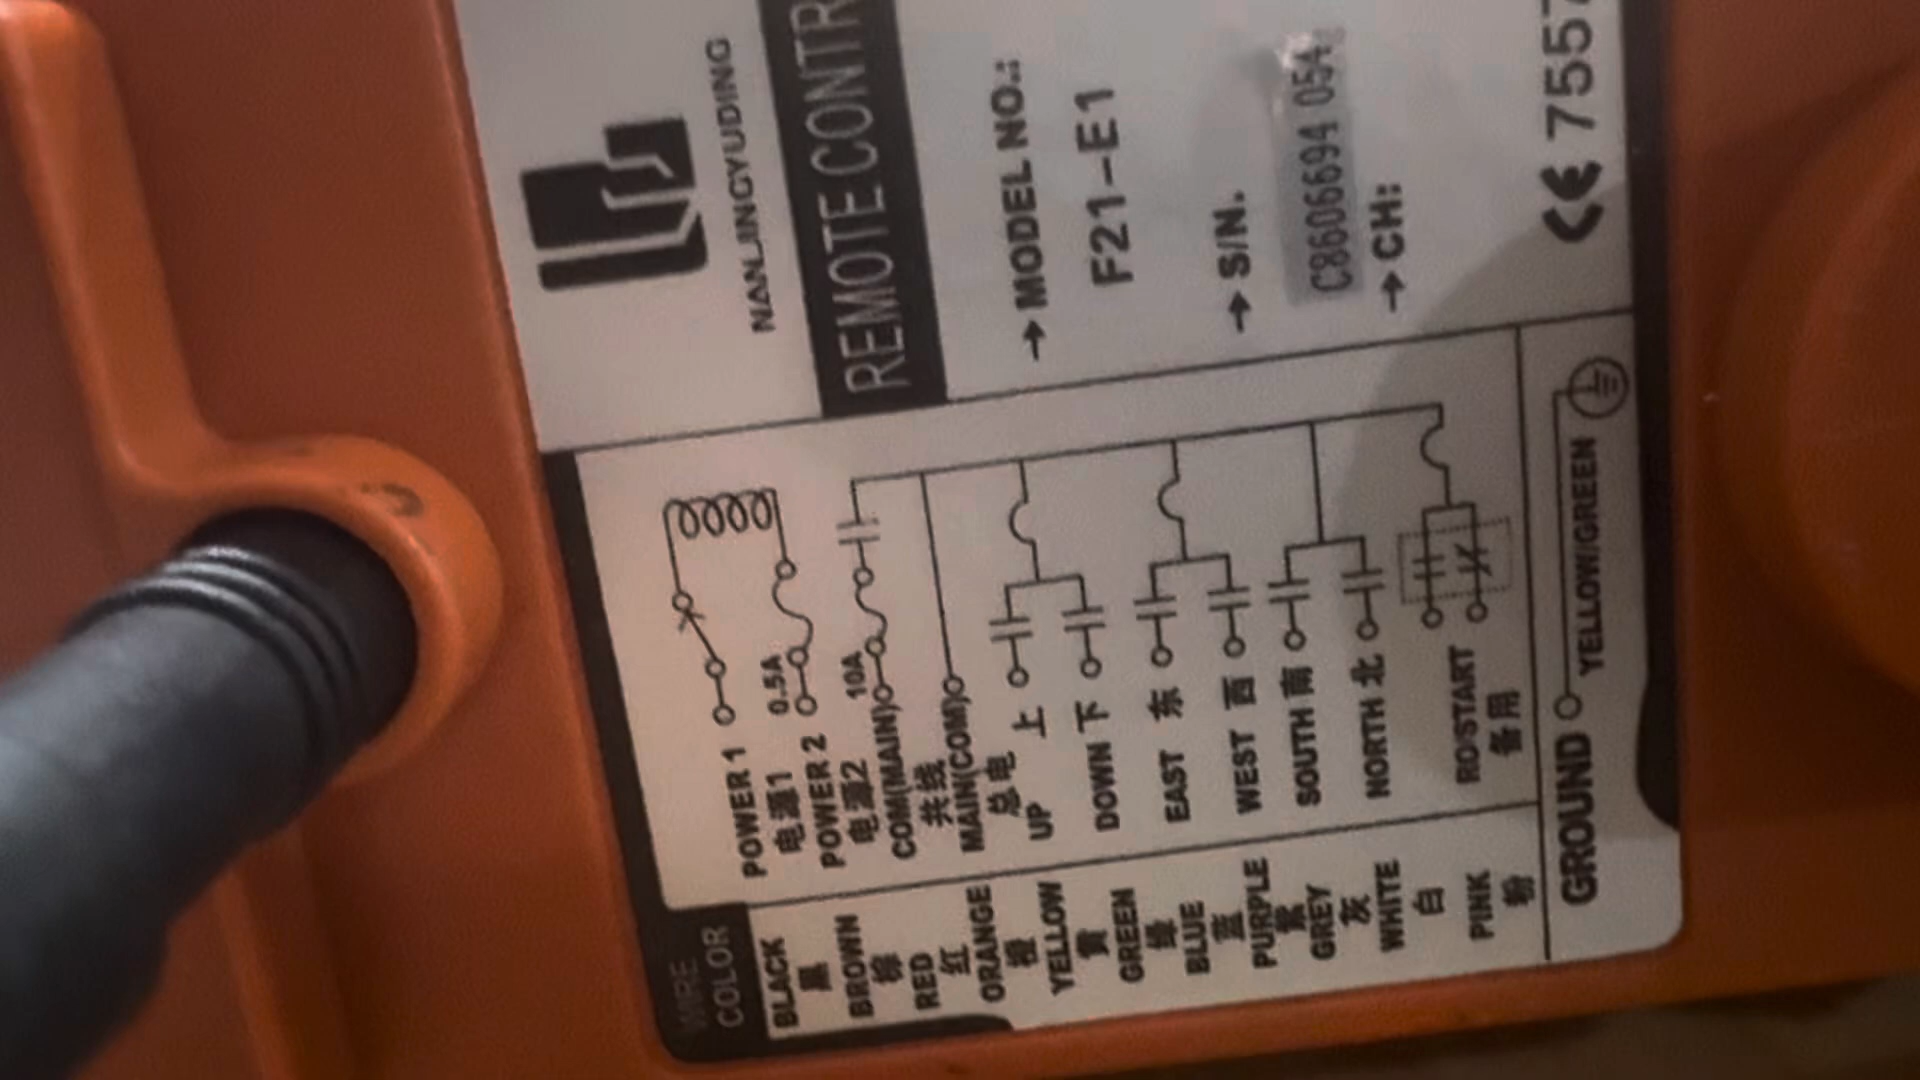 NANJINGYUDING
REMOTE CONTR
→ MODEL NO.:
F21-E1
→ S/N.
C8606694 054
→ CH:
CE 7557
WIRE COLOR
BLACK 黑 POWER 1 电源1
0.5A
BROWN 棕 POWER 2 电源2
10A
RED 红 COM(MAIN) 共线
ORANGE 橙 MAIN(COM) 总电
YELLOW 黄 UP 上
GREEN 绿 DOWN 下
BLUE 蓝 EAST 东
PURPLE 紫 WEST 西
GREY 灰 SOUTH 南
WHITE 白 NORTH 北
PINK 粉 RO/START 备用
GROUND YELLOW/GREEN